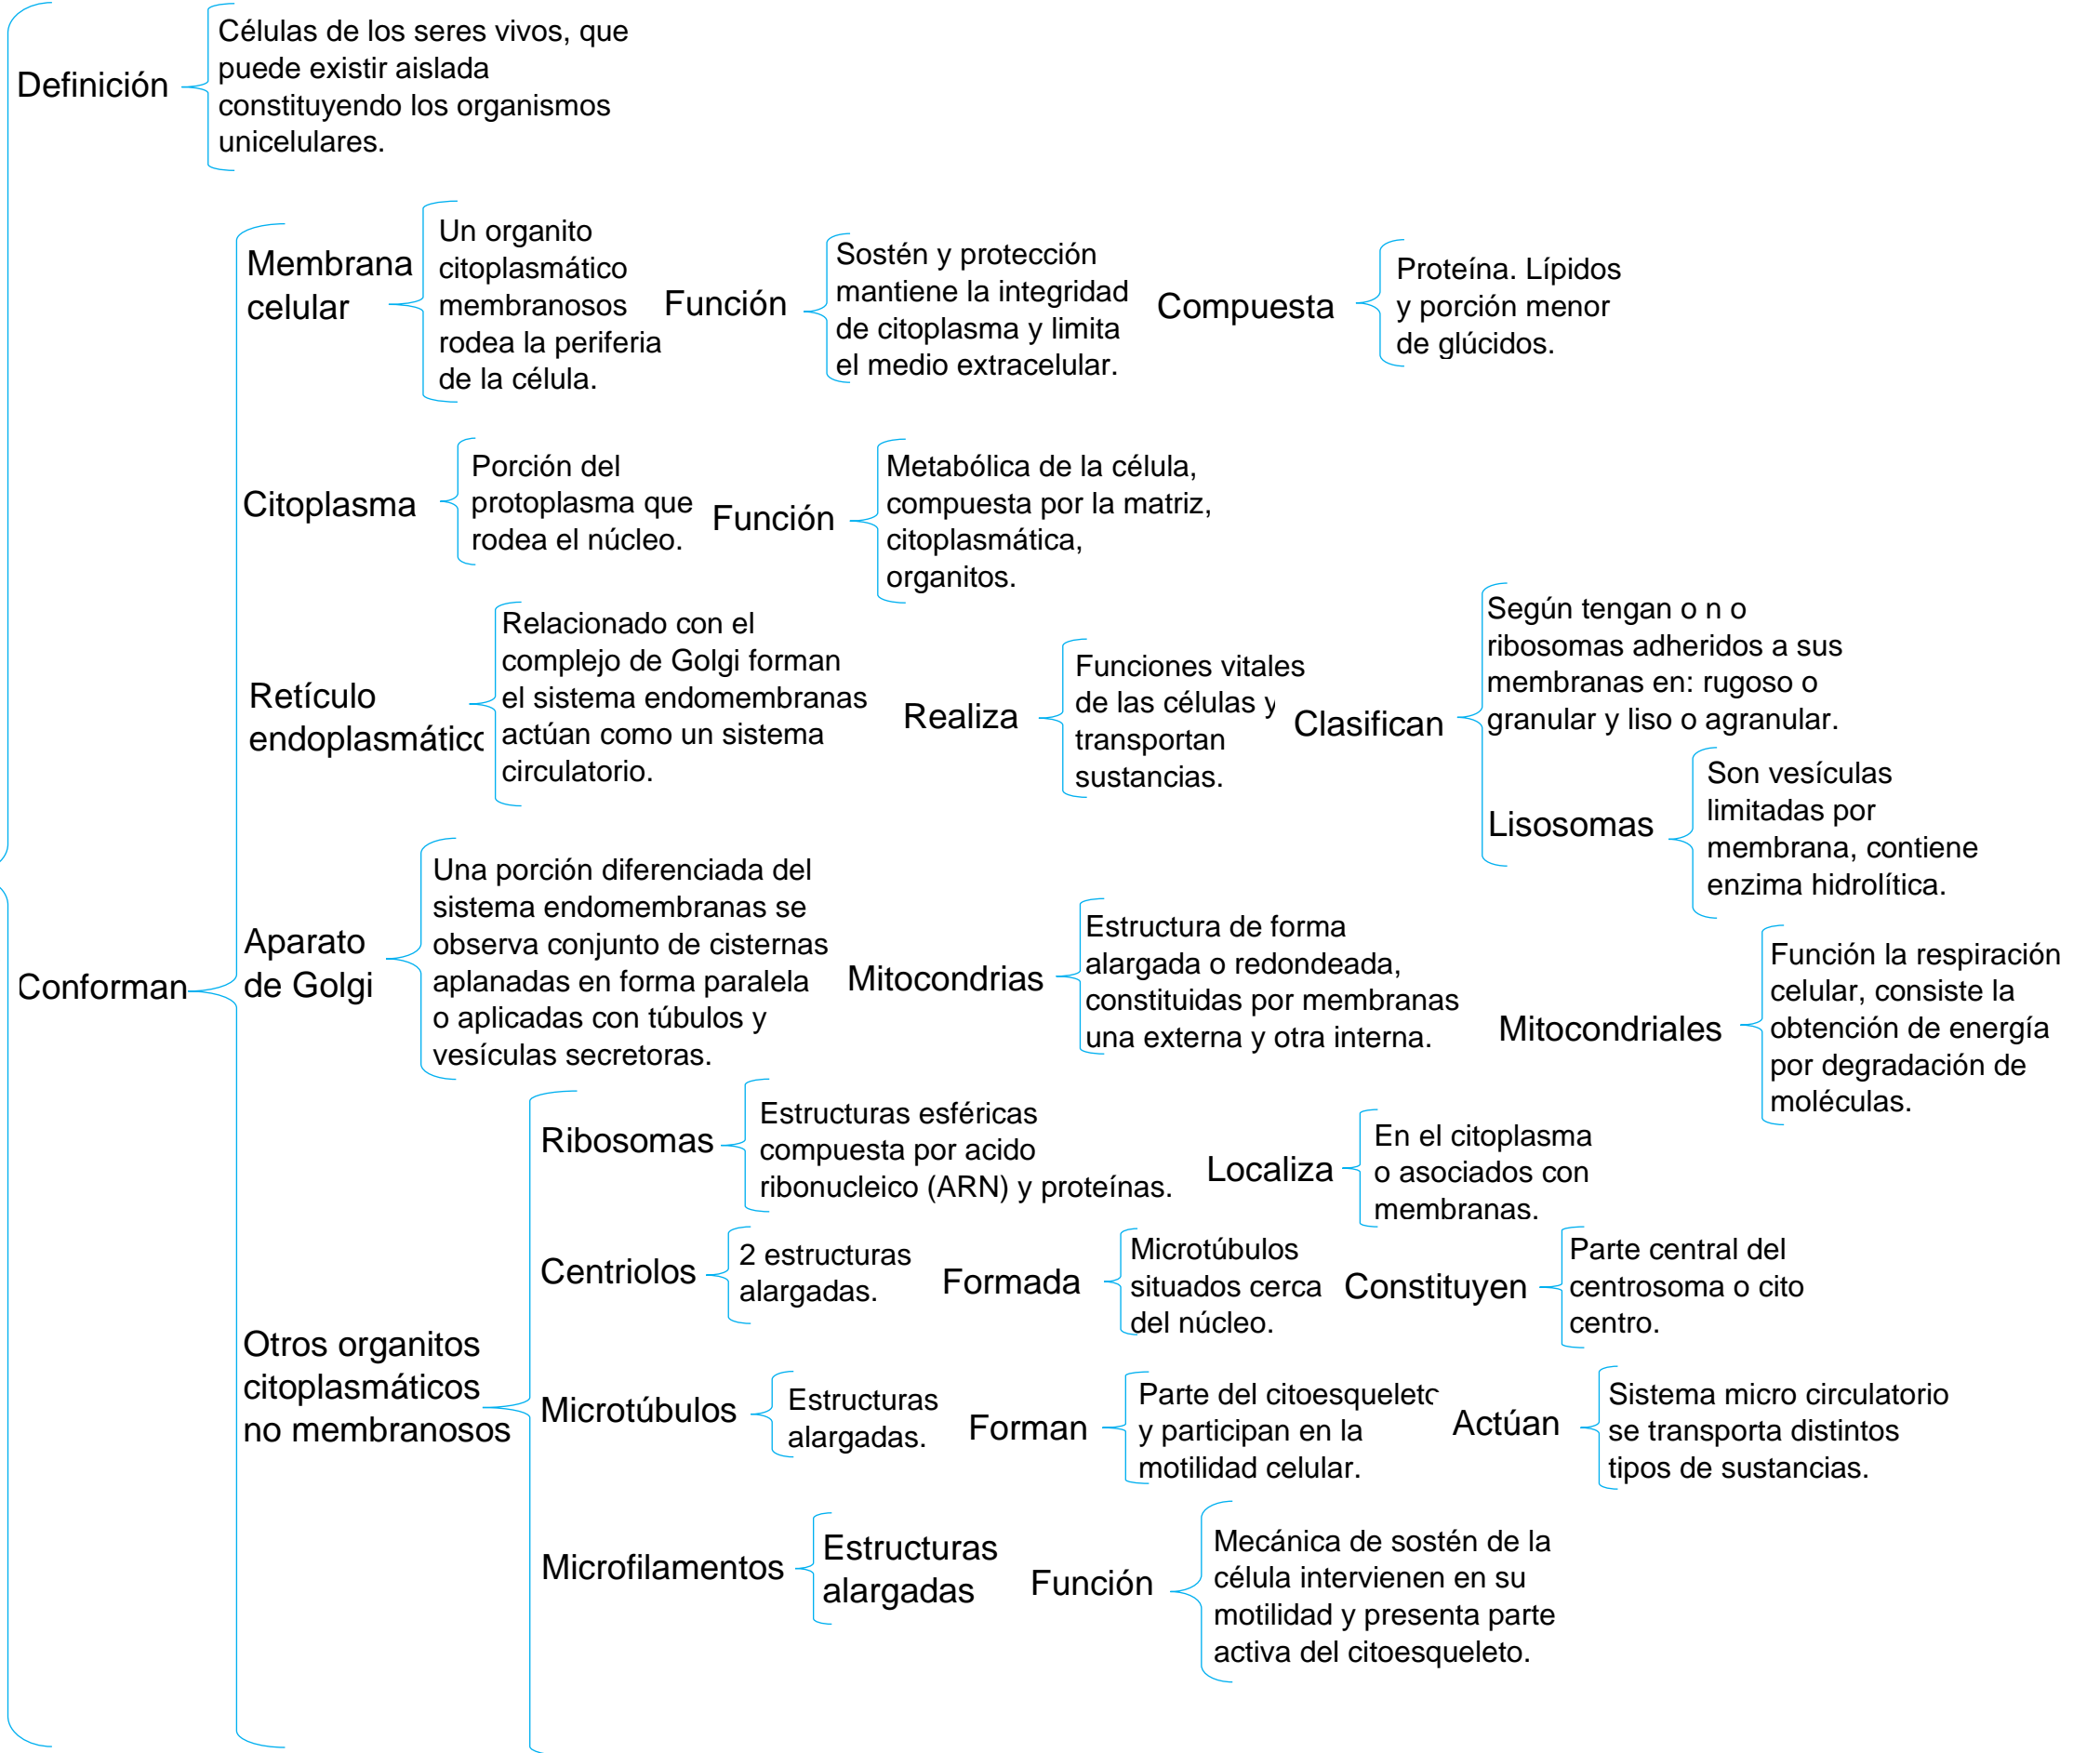 Definición
Células de los seres vivos, que
puede existir aislada
constituyendo los organismos
unicelulares.
Conforman
Membrana
celular
Un organito
citoplasmático
membranosos
rodea la periferia
de la célula.
Función
Sostén y protección
mantiene la integridad
de citoplasma y limita
el medio extracelular.
Compuesta
Proteína. Lípidos
y porción menor
de glúcidos.
Citoplasma
Porción del
protoplasma que
rodea el núcleo.
Función
Metabólica de la célula,
compuesta por la matriz,
citoplasmática,
organitos.
Retículo
endoplasmático
Relacionado con el
complejo de Golgi forman
el sistema endomembranas
actúan como un sistema
circulatorio.
Realiza
Funciones vitales
de las células y
transportan
sustancias.
Clasifican
Según tengan o n o
ribosomas adheridos a sus
membranas en: rugoso o
granular y liso o agranular.
Lisosomas
Son vesículas
limitadas por
membrana, contiene
enzima hidrolítica.
Aparato
de Golgi
Una porción diferenciada del
sistema endomembranas se
observa conjunto de cisternas
aplanadas en forma paralela
o aplicadas con túbulos y
vesículas secretoras.
Mitocondrias
Estructura de forma
alargada o redondeada,
constituidas por membranas
una externa y otra interna.
Mitocondriales
Función la respiración
celular, consiste la
obtención de energía
por degradación de
moléculas.
Otros organitos
citoplasmáticos
no membranosos
Ribosomas
Estructuras esféricas
compuesta por acido
ribonucleico (ARN) y proteínas.
Localiza
En el citoplasma
o asociados con
membranas.
Centriolos
2 estructuras
alargadas.
Formada
Microtúbulos
situados cerca
del núcleo.
Constituyen
Parte central del
centrosoma o cito
centro.
Microtúbulos
Estructuras
alargadas.
Forman
Parte del citoesqueleto
y participan en la
motilidad celular.
Actúan
Sistema micro circulatorio
se transporta distintos
tipos de sustancias.
Microfilamentos
Estructuras
alargadas
Función
Mecánica de sostén de la
célula intervienen en su
motilidad y presenta parte
activa del citoesqueleto.